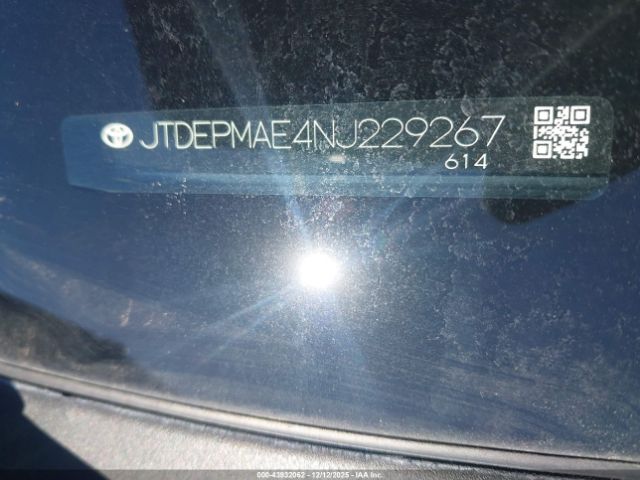 JTDEPMAE4NJ229267
614
000-43932062 | 12/12/2025 | IAA Inc.